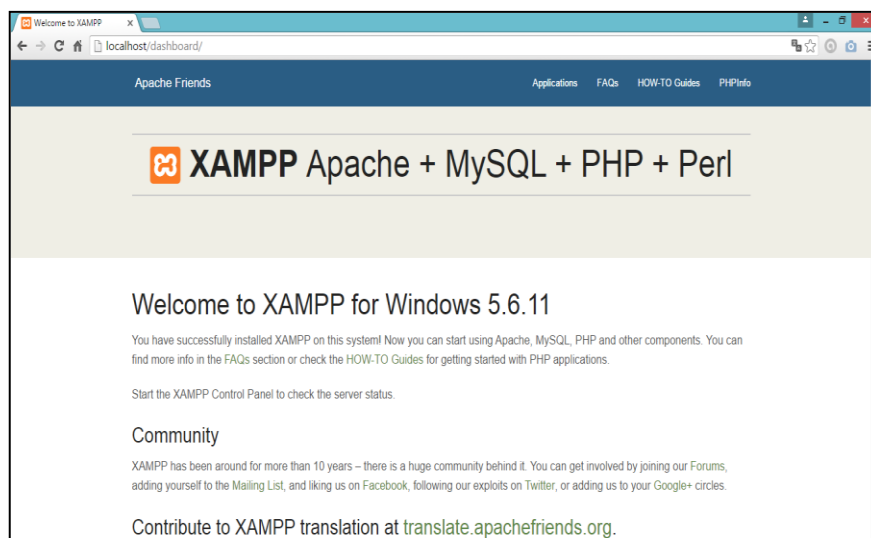 Welcome to XAMPP
localhost/dashboard/
Apache Friends
Applications
FAQs
HOW-TO Guides
PHPInfo
XAMPP Apache + MySQL + PHP + Perl
Welcome to XAMPP for Windows 5.6.11
You have successfully installed XAMPP on this system! Now you can start using Apache, MySQL, PHP and other components. You can
find more info in the FAQs section or check the HOW-TO Guides for getting started with PHP applications.
Start the XAMPP Control Panel to check the server status.
Community
XAMPP has been around for more than 10 years – there is a huge community behind it. You can get involved by joining our Forums,
adding yourself to the Mailing List, and liking us on Facebook, following our exploits on Twitter, or adding us to your Google+ circles.
Contribute to XAMPP translation at translate.apachefriends.org.